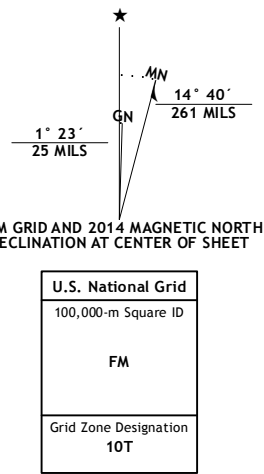 MN
GN
1° 23´
25 MILS
14° 40´
261 MILS
M GRID AND 2014 MAGNETIC NORTH
ECLINATION AT CENTER OF SHEET
U.S. National Grid
100,000-m Square ID
FM
Grid Zone Designation
10T